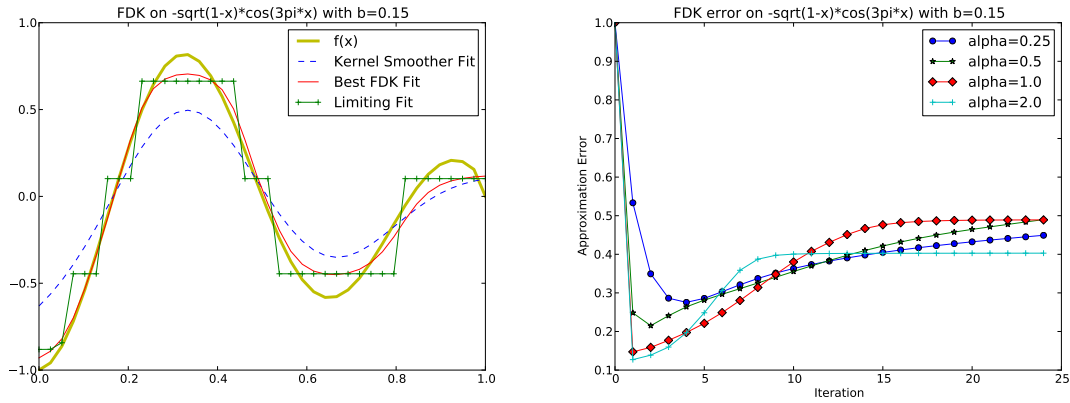 FDK on -sqrt(1-x)*cos(3pi*x) with b=0.15
1.0
0.5
0.0
−0.5
−1.0
0.0 0.2 0.4 0.6 0.8 1.0
f(x)
Kernel Smoother Fit
Best FDK Fit
Limiting Fit
FDK error on -sqrt(1-x)*cos(3pi*x) with b=0.15
1.0
0.9
0.8
0.7
0.6
0.5
0.4
0.3
0.2
0.1
Approximation Error
0 5 10 15 20 25
Iteration
alpha=0.25
alpha=0.5
alpha=1.0
alpha=2.0